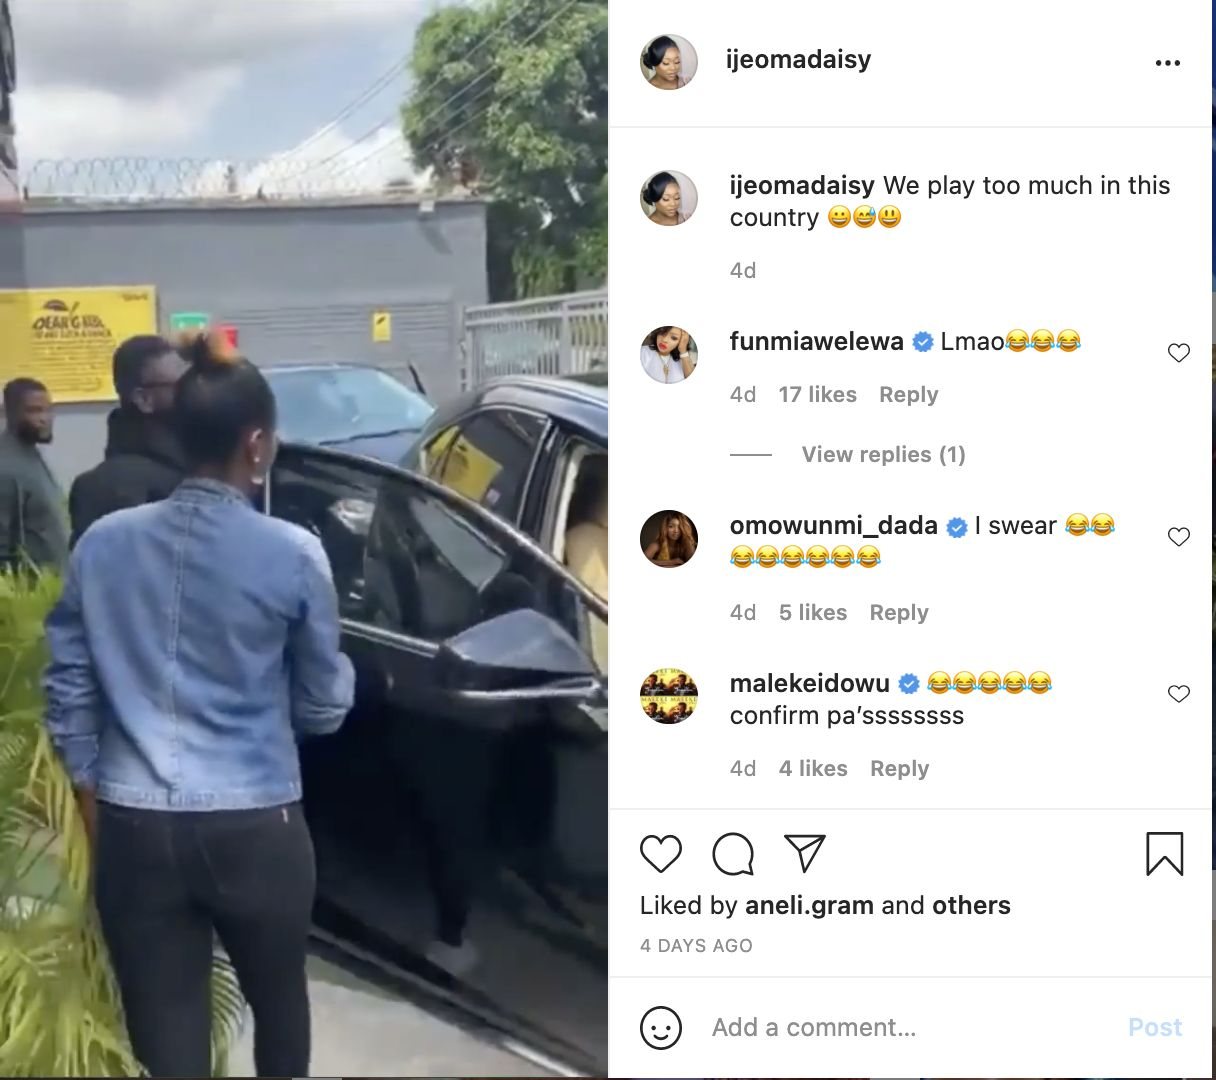 ijeomadaisy
ijeomadaisy We play too much in this
country 😀😅😃
4d
funmiawelewa Lmao😂😂😂
4d 17 likes Reply
View replies (1)
omowunmi_dada I swear 😂😂
😂😂😂😂😂😂
4d 5 likes Reply
malekeidowu 😂😂😂😂😂
confirm pa'ssssssss
4d 4 likes Reply
Liked by aneli.gram and others
4 DAYS AGO
Add a comment...
Post